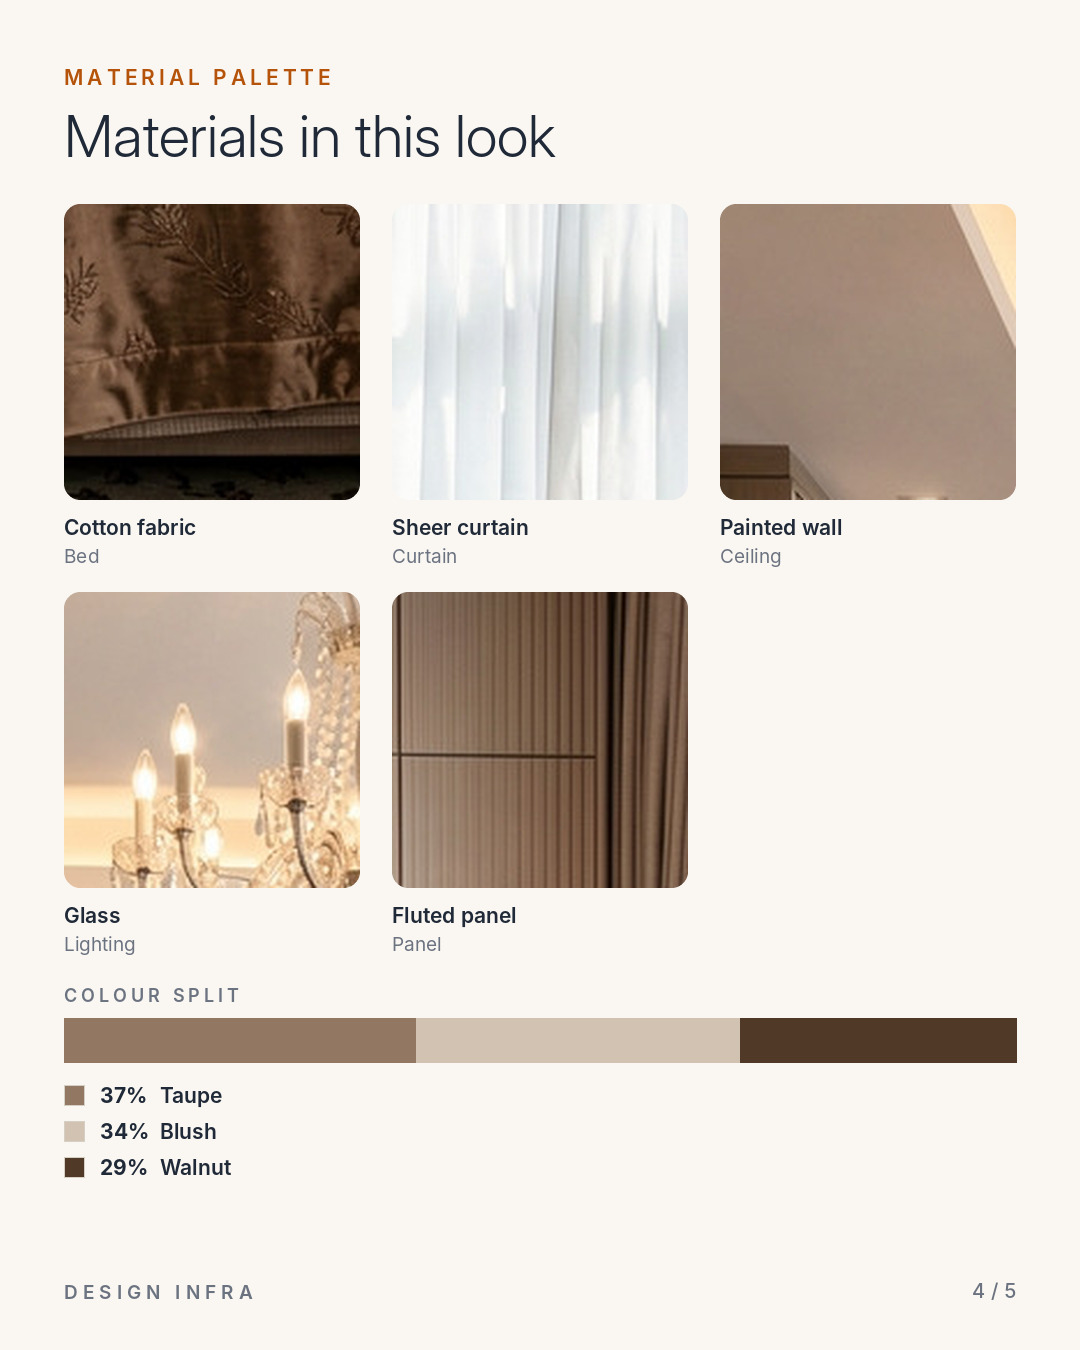 MATERIAL PALETTE
Materials in this look
Cotton fabric
Bed
Sheer curtain
Curtain
Painted wall
Ceiling
Glass
Lighting
Fluted panel
Panel
COLOUR SPLIT
37% Taupe
34% Blush
29% Walnut
DESIGN INFRA
4 / 5